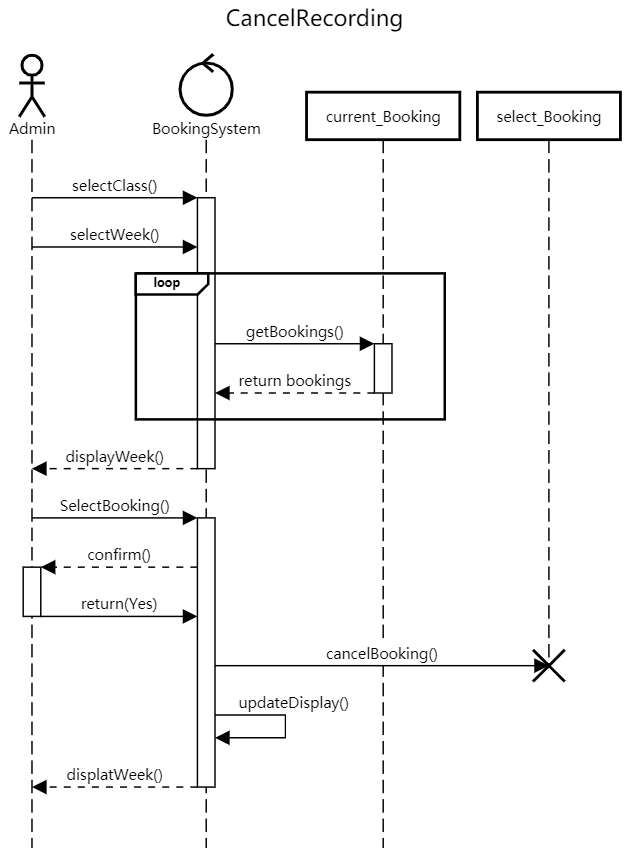 CancelRecording
Admin
BookingSystem
current_Booking
select_Booking
selectClass()
selectWeek()
loop
getBookings()
return bookings
displayWeek()
SelectBooking()
confirm()
return(Yes)
cancelBooking()
updateDisplay()
displatWeek()